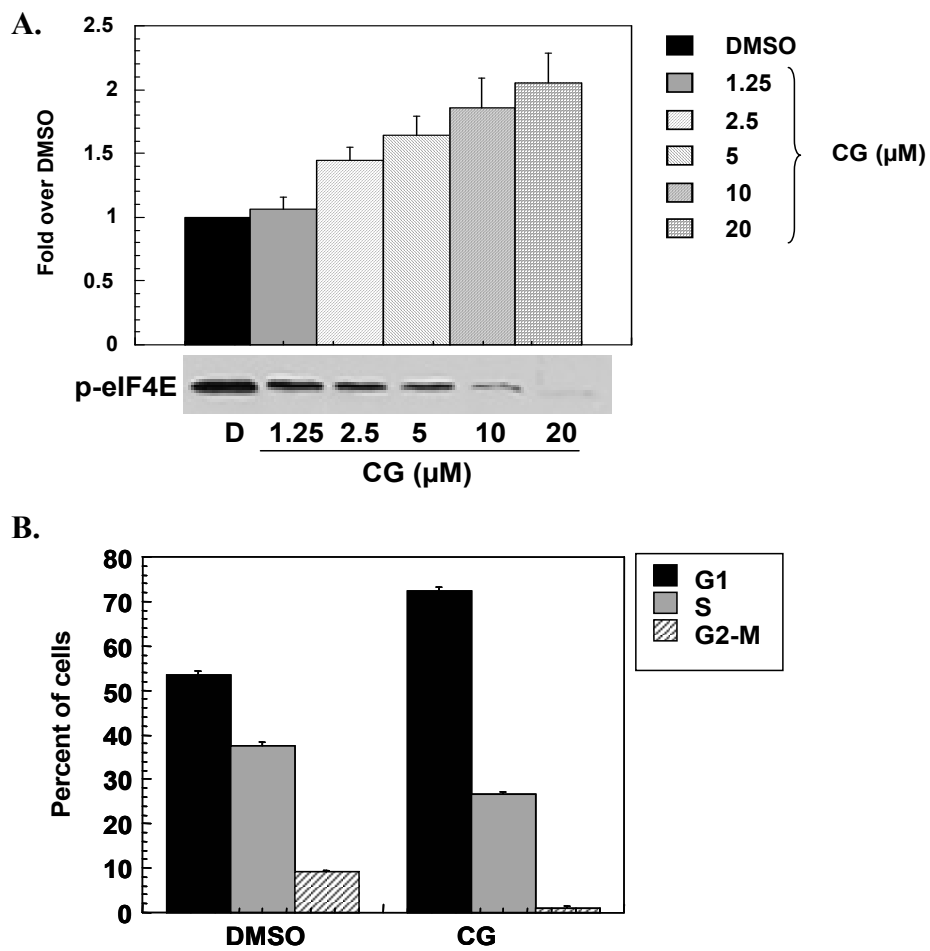 A.
Fold over DMSO
2.5
2
1.5
1
0.5
0
DMSO
1.25
2.5
5
10
20
CG (µM)
p-eIF4E
D 1.25 2.5 5 10 20
CG (µM)
B.
Percent of cells
80
70
60
50
40
30
20
10
0
DMSO CG
G1
S
G2-M